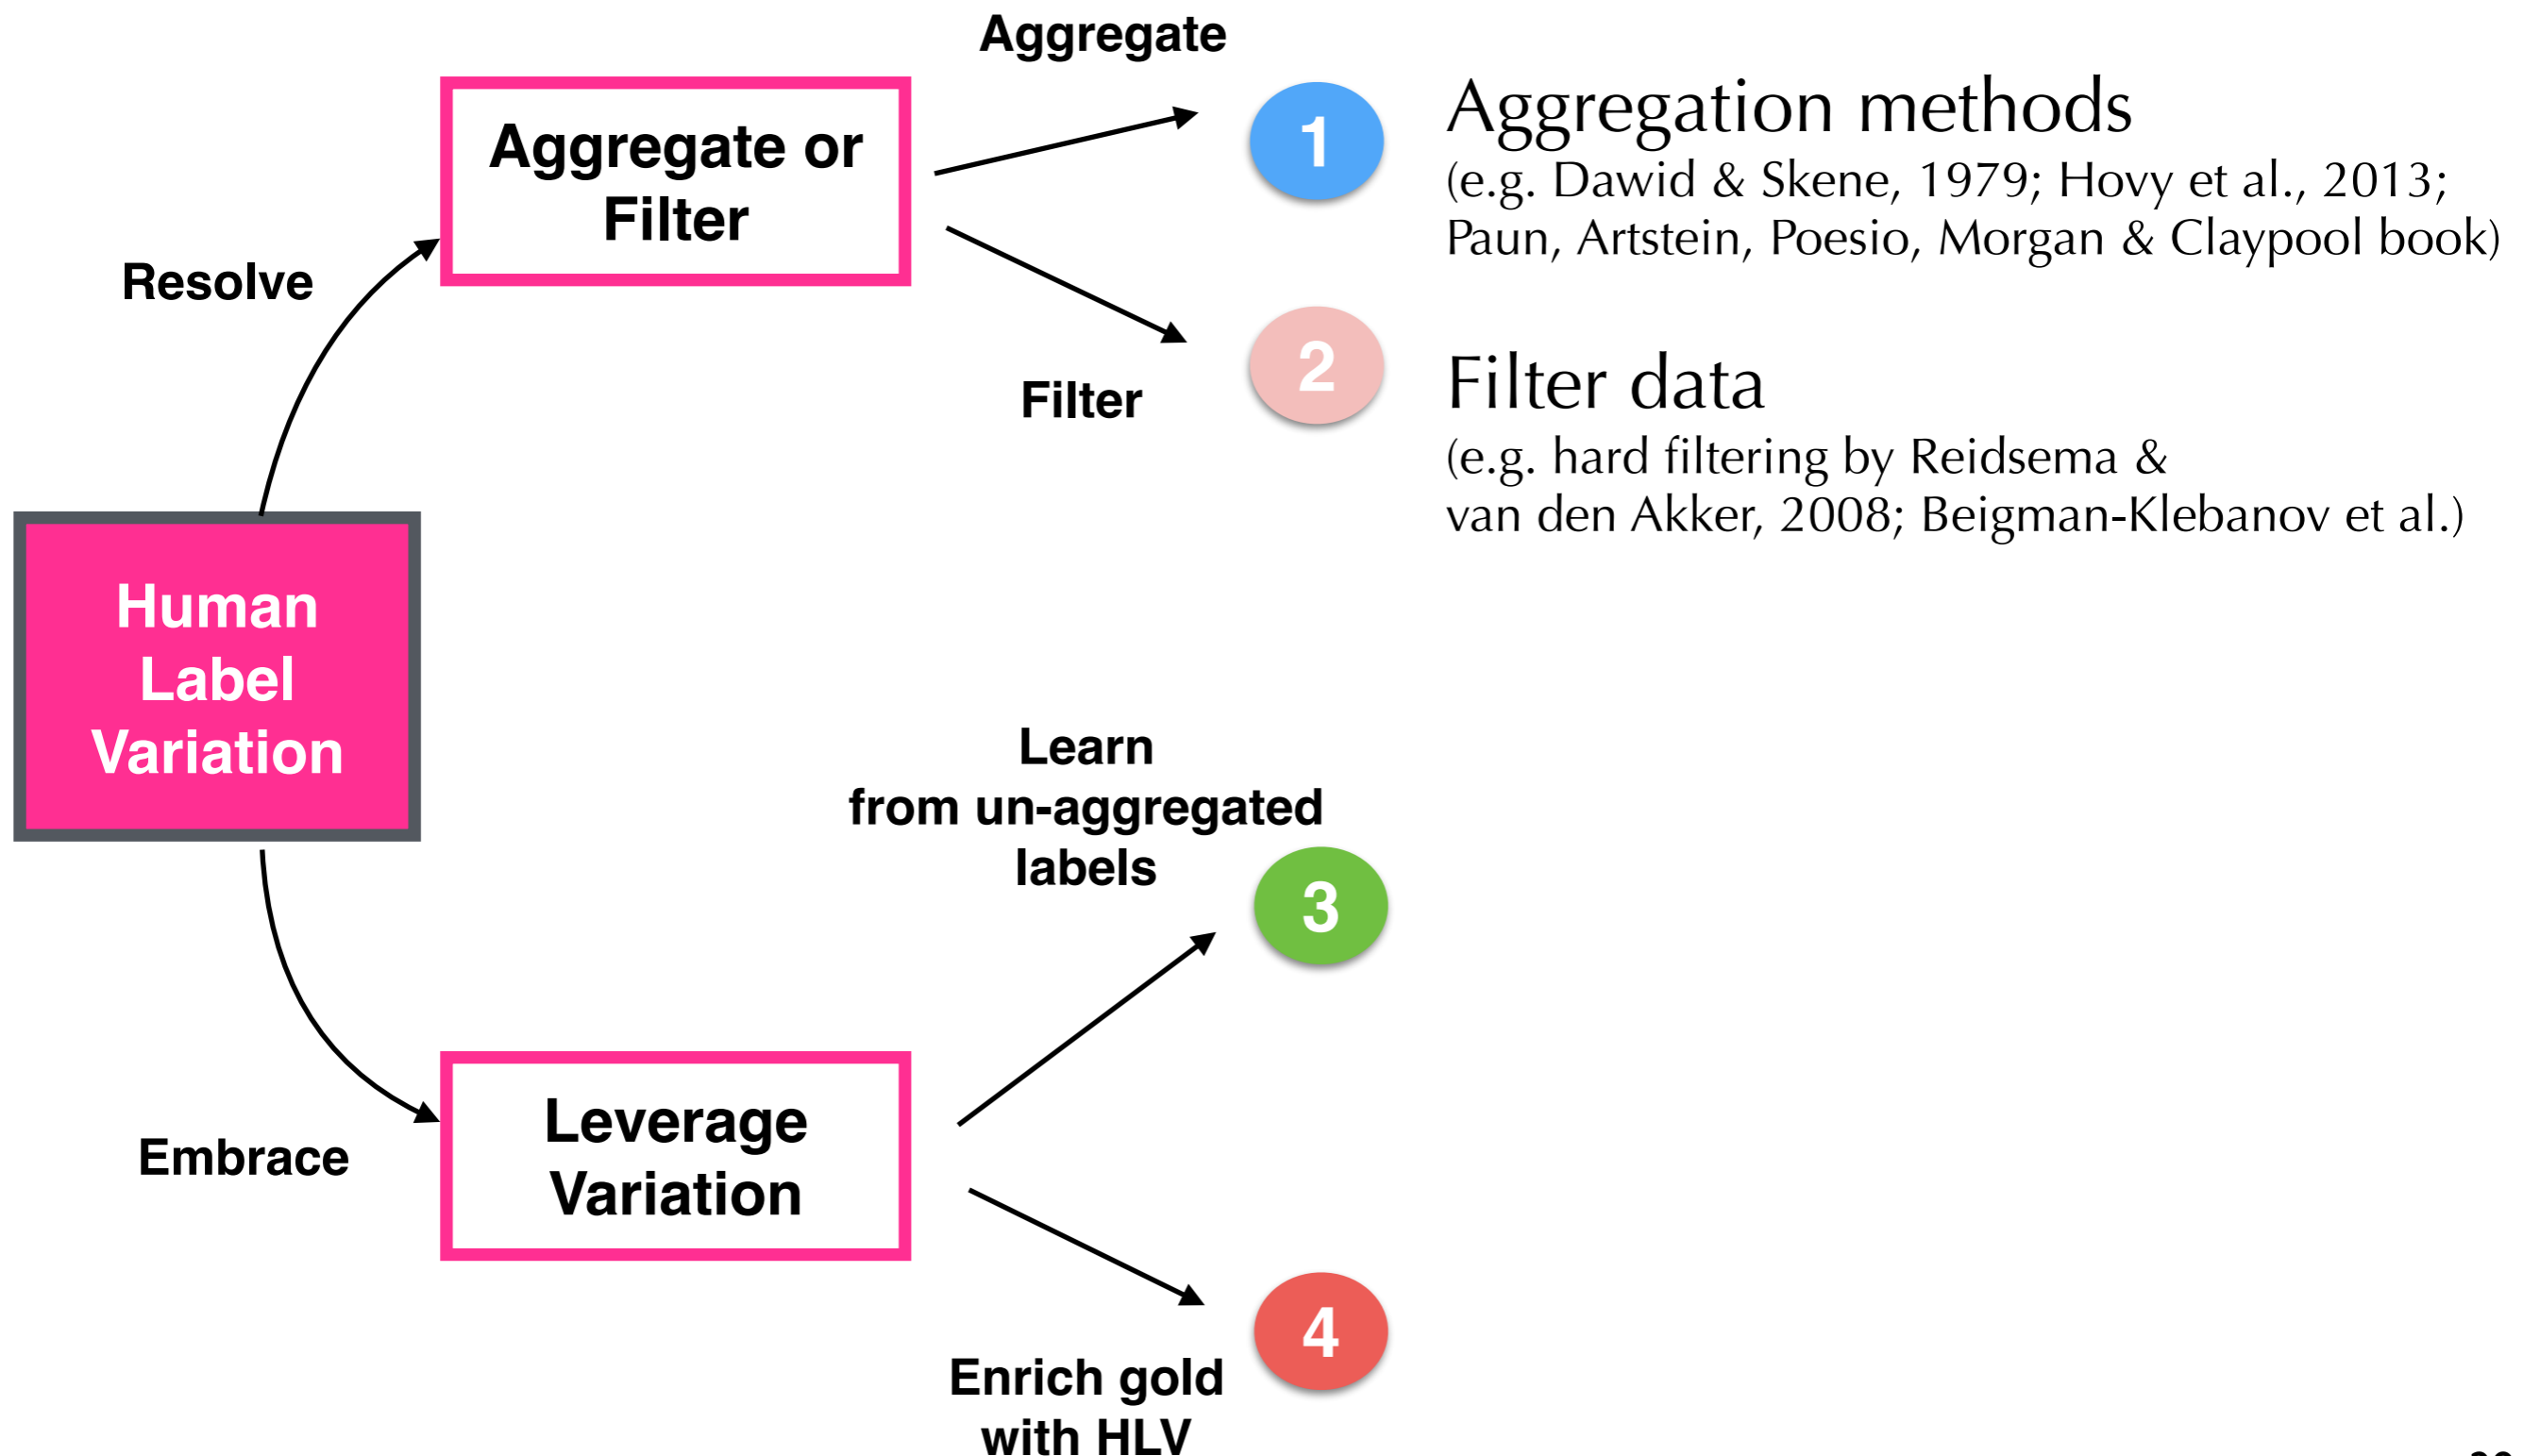 Aggregate
Aggregate or
Filter
1
Aggregation methods
(e.g. Dawid & Skene, 1979; Hovy et al., 2013;
Paun, Artstein, Poesio, Morgan & Claypool book)
Resolve
Filter
2
Filter data
(e.g. hard filtering by Reidsema &
van den Akker, 2008; Beigman-Klebanov et al.)
Human
Label
Variation
Learn
from un-aggregated
labels
3
Embrace
Leverage
Variation
4
Enrich gold
with HLV